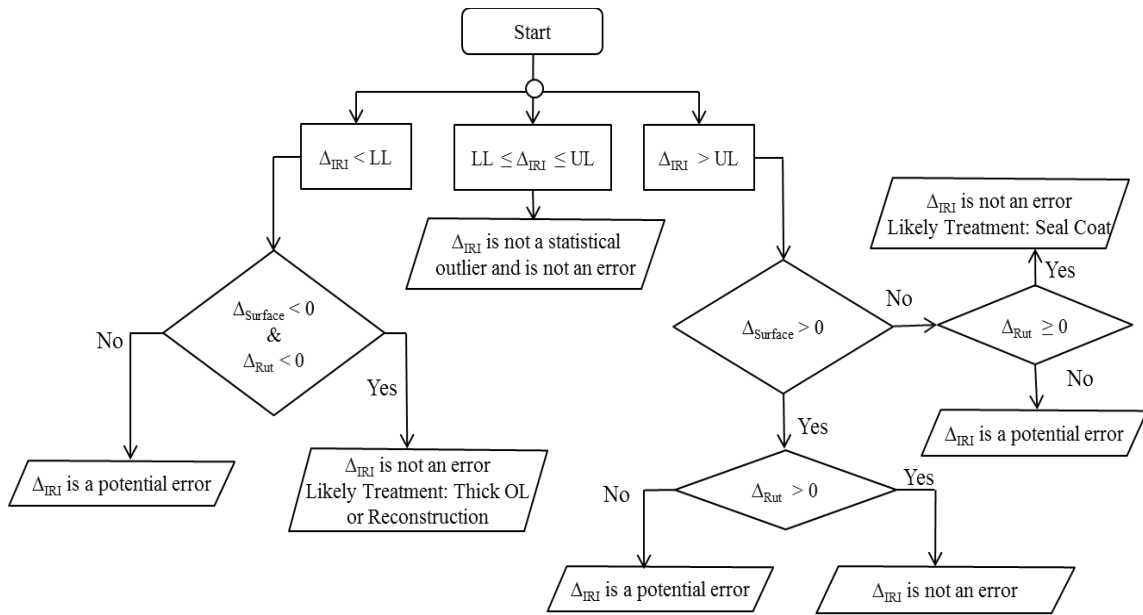 Start
Δ_IRI < LL
LL ≤ Δ_IRI ≤ UL
Δ_IRI > UL
Δ_IRI is not a statistical
outlier and is not an error
Δ_Surface < 0
&
Δ_Rut < 0
No
Yes
Δ_IRI is a potential error
Δ_IRI is not an error
Likely Treatment: Thick OL
or Reconstruction
Δ_Surface > 0
No
Δ_Rut ≥ 0
Yes
Δ_IRI is not an error
Likely Treatment: Seal Coat
No
Δ_IRI is a potential error
Yes
Δ_Rut > 0
No
Yes
Δ_IRI is a potential error
Δ_IRI is not an error